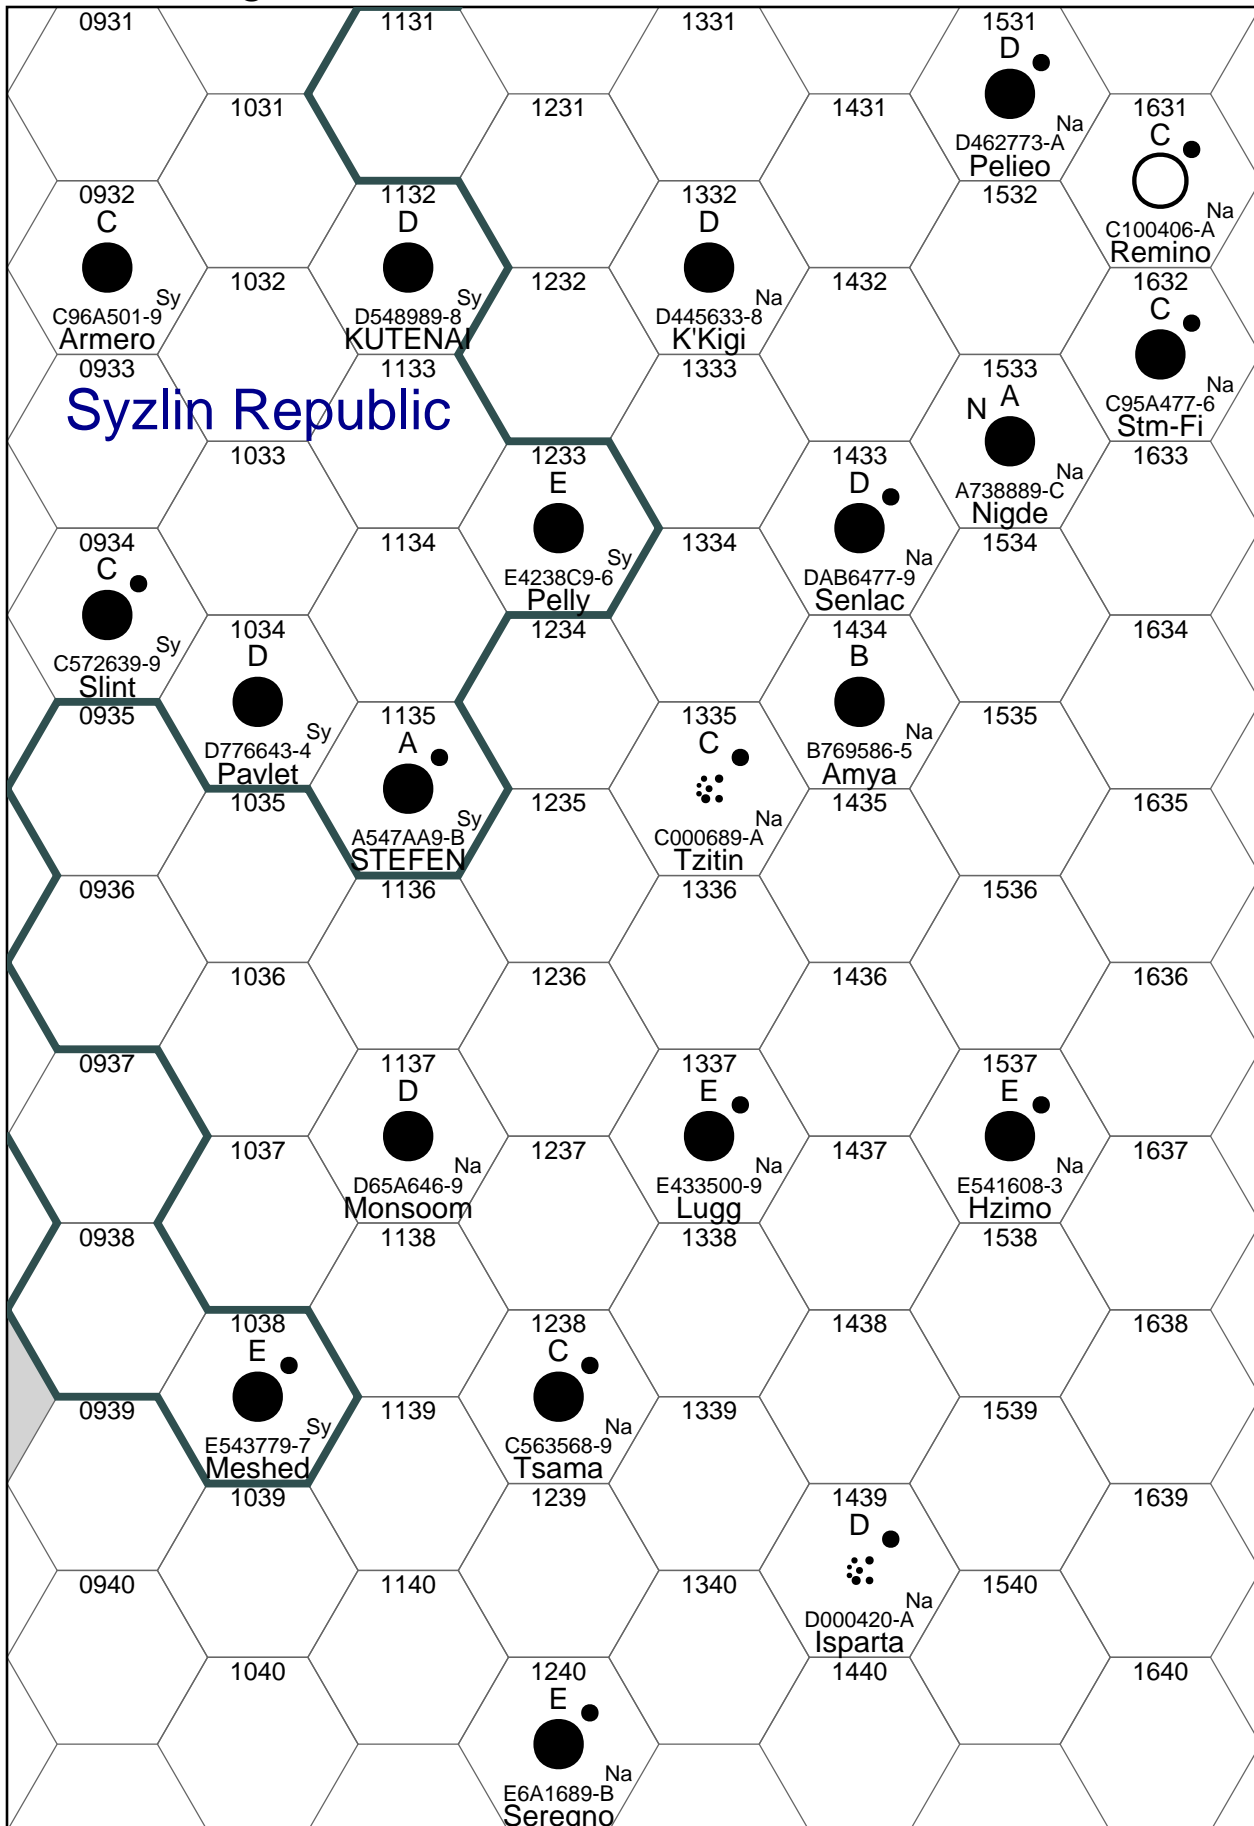 0931
1131
1331
1531
D
Na
D462773-A
Pelieo
1031
1231
1431
1631
C
Na
C100406-A
Remino
0932
C
Sy
C96A501-9
Armero
1132
D
Sy
D548989-8
KUTENAI
1332
D
Na
D445633-8
K'Kigi
1532
1032
1232
1432
1632
C
Na
C95A477-6
Stm-Fi
0933
1133
1333
1533
N A
Na
A738889-C
Nigde
Syzlin Republic
1033
1233
E
Sy
E4238C9-6
Pelly
1433
D
Na
DAB6477-9
Senlac
1633
0934
C
Sy
C572639-9
Slint
1134
1334
1534
1034
D
Sy
D776643-4
Pavlet
1234
1434
B
Na
B769586-5
Amya
1634
0935
1135
A
Sy
A547AA9-B
STEFEN
1335
C
Na
C000689-A
Tzitin
1535
1035
1235
1435
1635
0936
1136
1336
1536
1036
1236
1436
1636
0937
1137
D
Na
D65A646-9
Monsoom
1337
E
Na
E433500-9
Lugg
1537
E
Na
E541608-3
Hzimo
1037
1237
1437
1637
0938
1138
1338
1538
1038
E
Sy
E543779-7
Meshed
1238
C
Na
C563568-9
Tsama
1438
1638
0939
1139
1339
1539
1039
1239
1439
D
Na
D000420-A
Isparta
1639
0940
1140
1340
1540
1040
1240
E
Na
E6A1689-B
Seregno
1440
1640